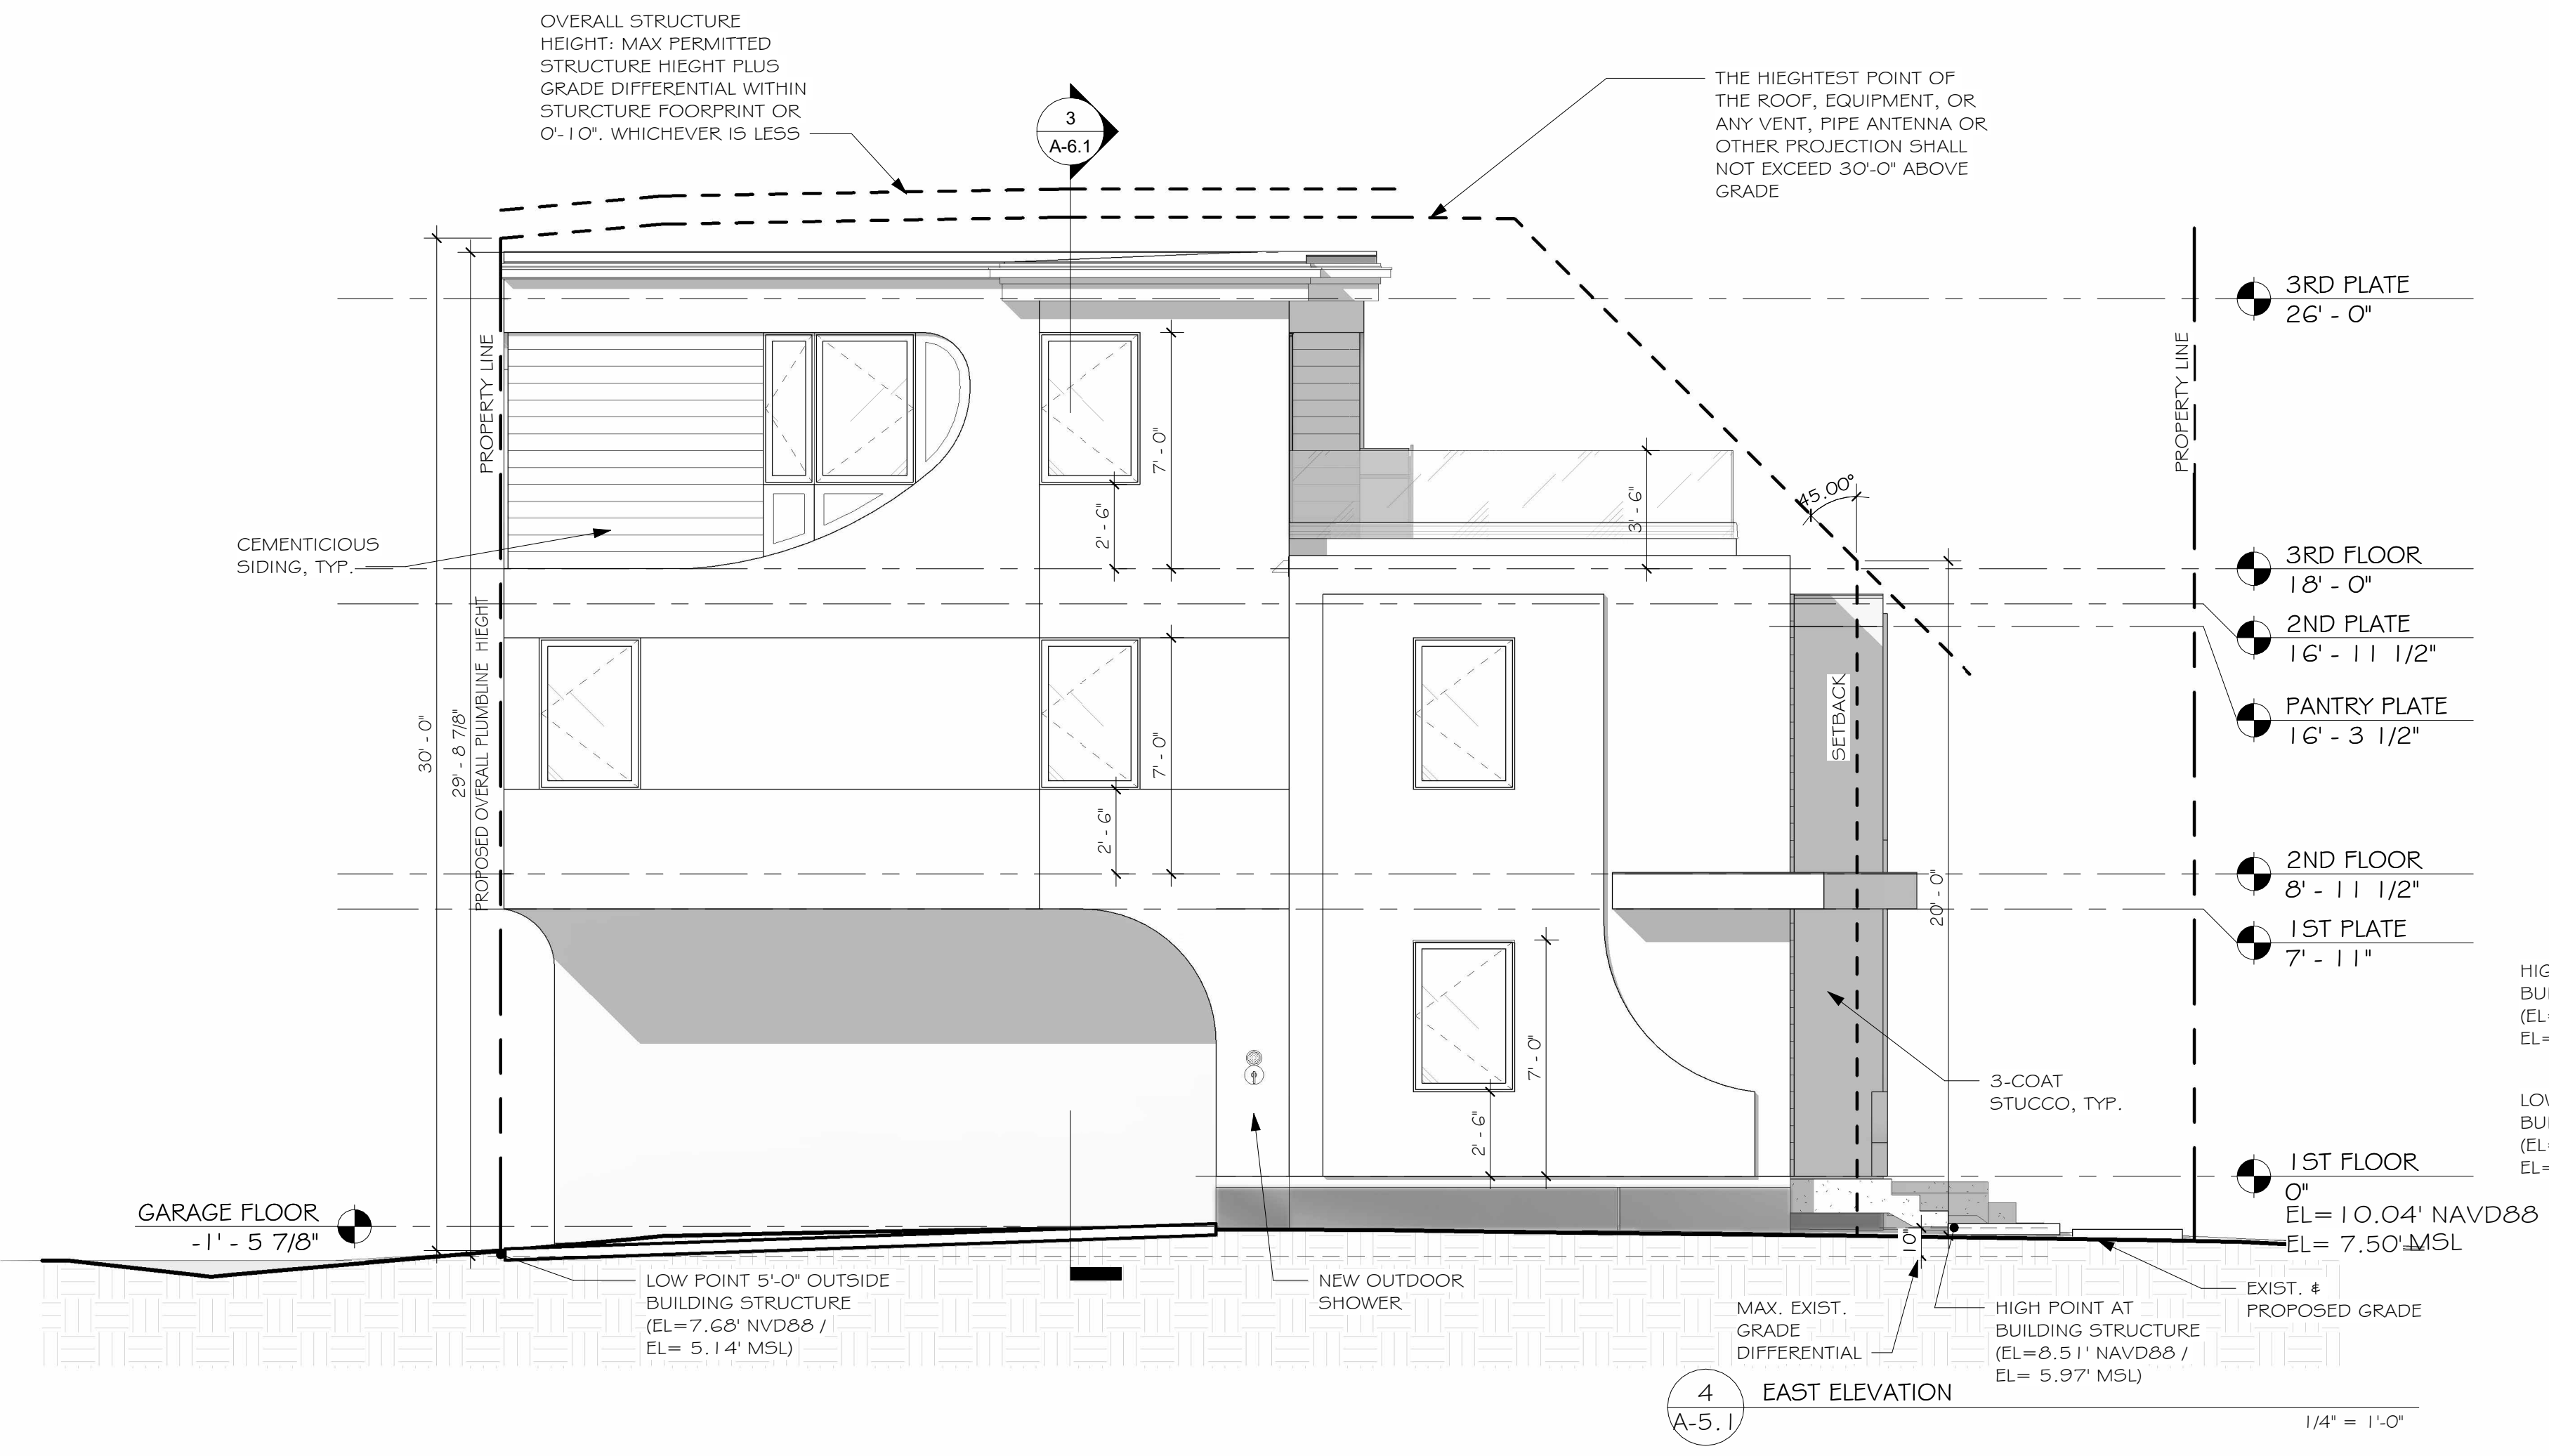 OVERALL STRUCTURE
HEIGHT: MAX PERMITTED
STRUCTURE HIEGHT PLUS
GRADE DIFFERENTIAL WITHIN
STURCTURE FOORPRINT OR
0'-10". WHICHEVER IS LESS
3
A-6.1
THE HIEGHTEST POINT OF
THE ROOF, EQUIPMENT, OR
ANY VENT, PIPE ANTENNA OR
OTHER PROJECTION SHALL
NOT EXCEED 30'-0" ABOVE
GRADE
3RD PLATE
26' - 0"
PROPERTY LINE
PROPERTY LINE
7' - 0"
2' - 6"
3' - 6"
45.00°
CEMENTICIOUS
SIDING, TYP.
3RD FLOOR
18' - 0"
2ND PLATE
16' - 11 1/2"
PANTRY PLATE
16' - 3 1/2"
30' - 0"
29' - 8 7/8"
PROPOSED OVERALL PLUMBLINE HIEGHT
7' - 0"
2' - 6"
SETBACK
20' - 0"
2ND FLOOR
8' - 11 1/2"
1ST PLATE
7' - 11"
HIG
BUI
(EL=
EL=
7' - 0"
2' - 6"
3-COAT
STUCCO, TYP.
LOW
BUI
(EL=
EL=
1ST FLOOR
0"
EL= 10.04' NAVD88
EL= 7.50' MSL
GARAGE FLOOR
-1' - 5 7/8"
10"
LOW POINT 5'-0" OUTSIDE
BUILDING STRUCTURE
(EL=7.68' NVD88 /
EL= 5.14' MSL)
NEW OUTDOOR
SHOWER
MAX. EXIST.
GRADE
DIFFERENTIAL
HIGH POINT AT
BUILDING STRUCTURE
(EL=8.51' NAVD88 /
EL= 5.97' MSL)
EXIST. &
PROPOSED GRADE
4
A-5.1
EAST ELEVATION
1/4" = 1'-0"